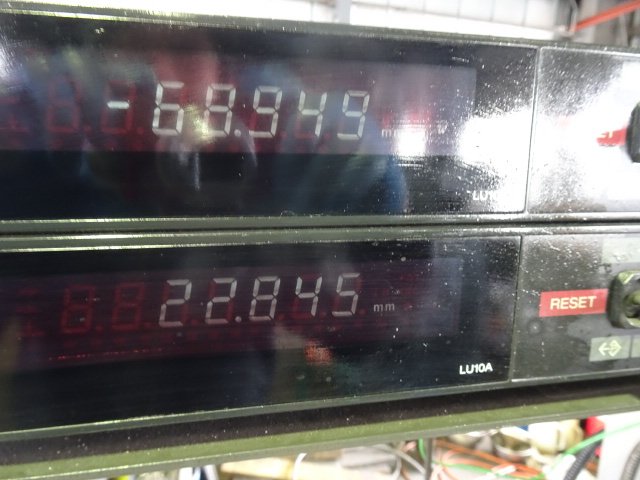 -68.949
mm
LU
22.845
mm
RESET
LU10A